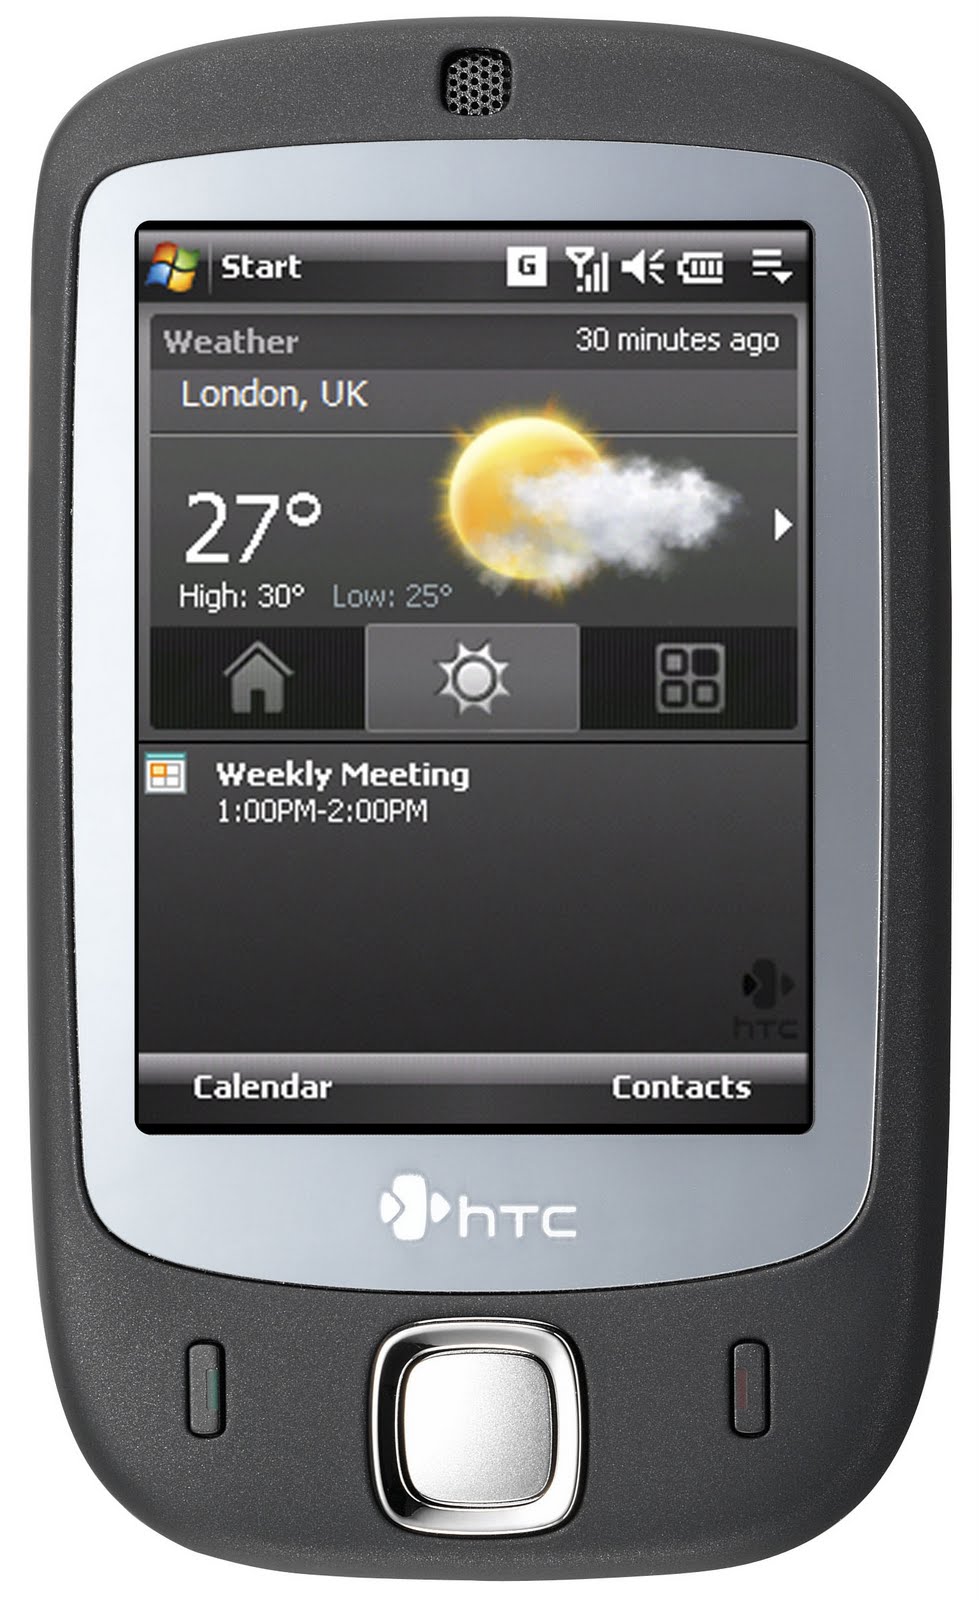 Start
G
Weather 30 minutes ago
London, UK
27°
High: 30° Low: 25°
Weekly Meeting
1:00PM-2:00PM
hTC
Calendar Contacts
hTC